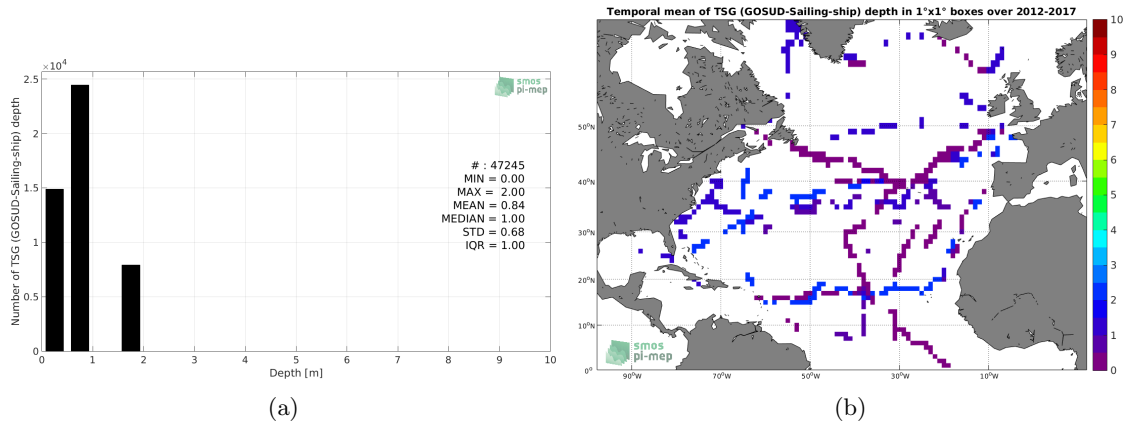 Temporal mean of TSG (GOSUD-Sailing-ship) depth in 1°x1° boxes over 2012-2017
×10⁴
2.5
2
1.5
1
0.5
0
Number of TSG (GOSUD-Sailing-ship) depth
smos
pi-mep
# : 47245
MIN = 0.00
MAX = 2.00
MEAN = 0.84
MEDIAN = 1.00
STD = 0.68
IQR = 1.00
0 1 2 3 4 5 6 7 8 9 10
Depth [m]
(a)
50°N
40°N
30°N
20°N
10°N
0°
90°W 70°W 50°W 30°W 10°W
smos
pi-mep
10
9
8
7
6
5
4
3
2
1
0
(b)